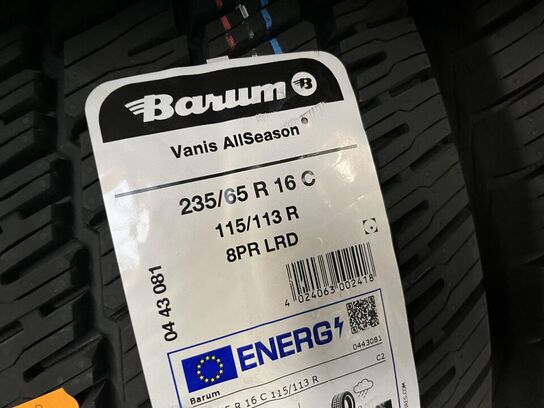 Barum
Vanis AllSeason
235/65 R 16 C
115/113 R
8PR LRD
04 43 081
4 024063 002418
ENERG
0443081
Barum
C2
R 16 C 115/113 R